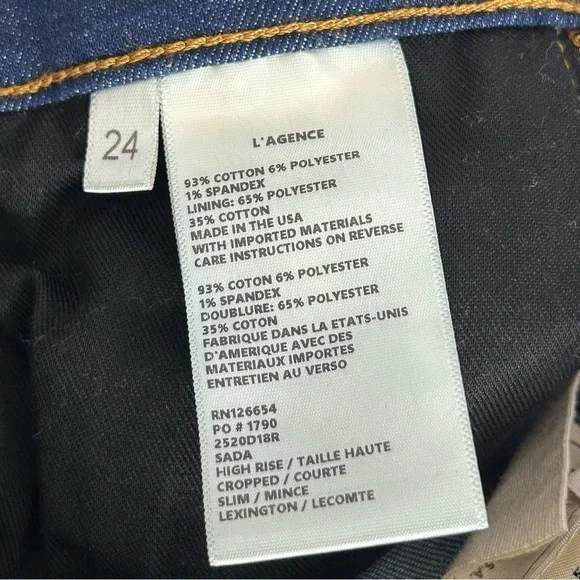 24
L'AGENCE
93% COTTON 6% POLYESTER
1% SPANDEX
LINING: 65% POLYESTER
35% COTTON
MADE IN THE USA
WITH IMPORTED MATERIALS
CARE INSTRUCTIONS ON REVERSE
93% COTON 6% POLYESTER
1% SPANDEX
DOUBLURE: 65% POLYESTER
35% COTON
FABRIQUE DANS LA ETATS-UNIS
D'AMERIQUE AVEC DES
MATERIAUX IMPORTES
ENTRETIEN AU VERSO
RN126654
PO # 1790
2520D18R
SADA
HIGH RISE / TAILLE HAUTE
CROPPED / COURTE
SLIM / MINCE
LEXINGTON / LECOMTE